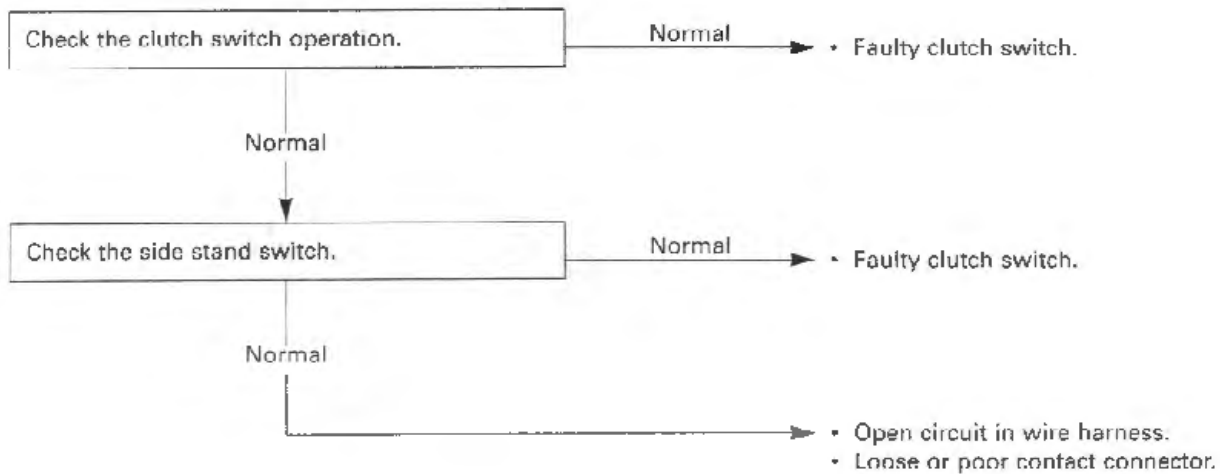 Check the clutch switch operation.
Normal
• Faulty clutch switch.
Normal
Check the side stand switch.
Normal
• Faulty clutch switch.
Normal
• Open circuit in wire harness.
• Loose or poor contact connector.